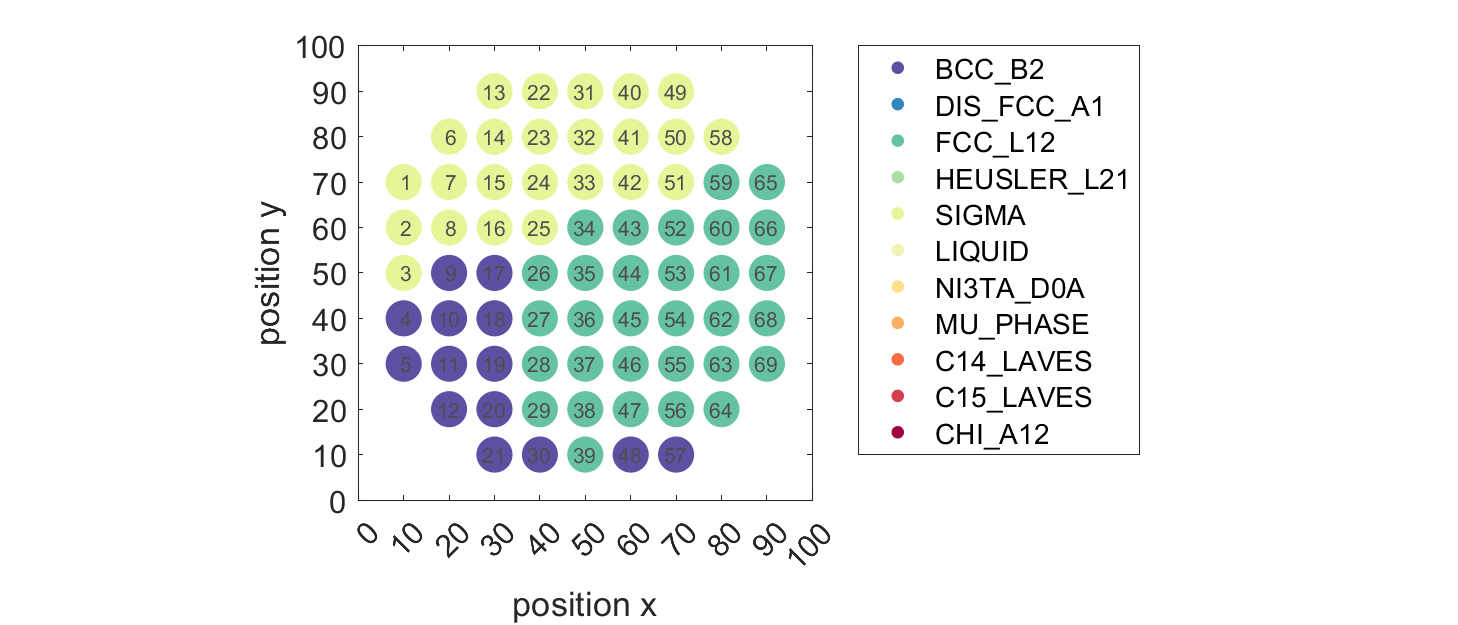 100
90
80
70
60
50
40
30
20
10
0
position y
13 22 31 40 49
6 14 23 32 41 50 58
1 7 15 24 33 42 51 59 65
2 8 16 25 34 43 52 60 66
3 9 17 26 35 44 53 61 67
4 10 18 27 36 45 54 62 68
5 11 19 28 37 46 55 63 69
12 20 29 38 47 56 64
21 30 39 48 57
0 10 20 30 40 50 60 70 80 90 100
position x
BCC_B2
DIS_FCC_A1
FCC_L12
HEUSLER_L21
SIGMA
LIQUID
NI3TA_D0A
MU_PHASE
C14_LAVES
C15_LAVES
CHI_A12